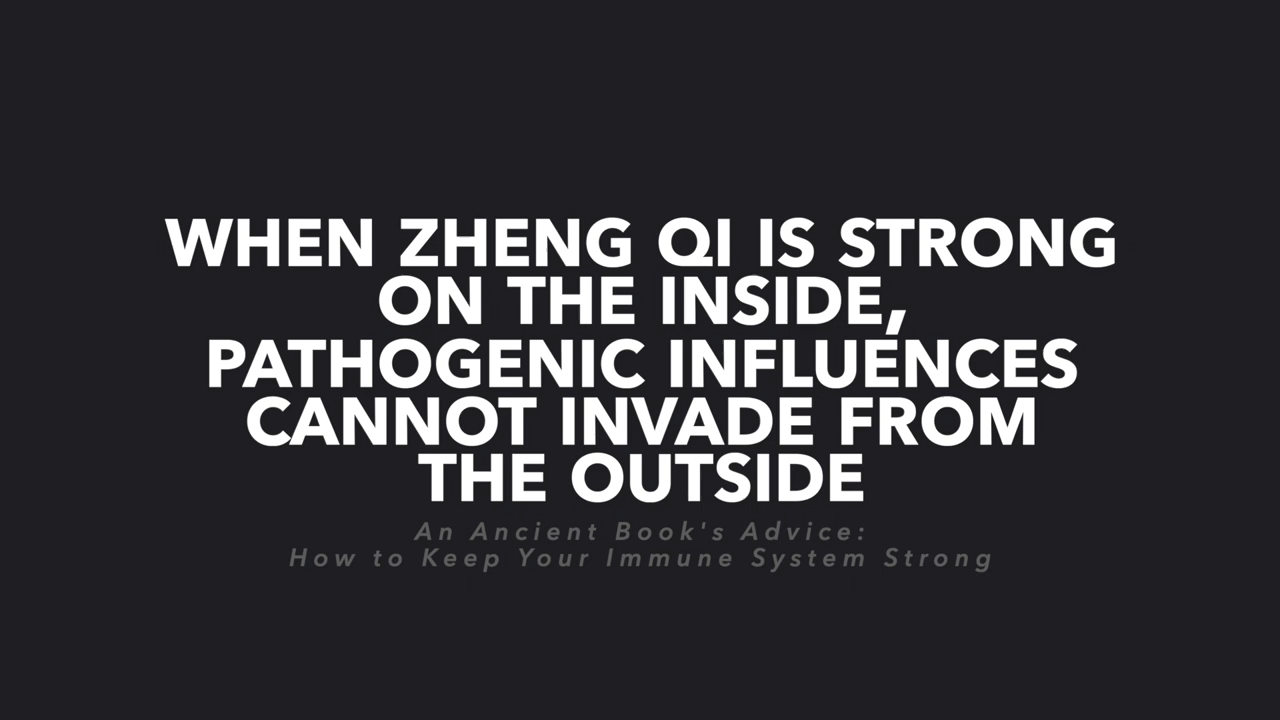 WHEN ZHENG QI IS STRONG
ON THE INSIDE,
PATHOGENIC INFLUENCES
CANNOT INVADE FROM
THE OUTSIDE
An Ancient Book's Advice:
How to Keep Your Immune System Strong